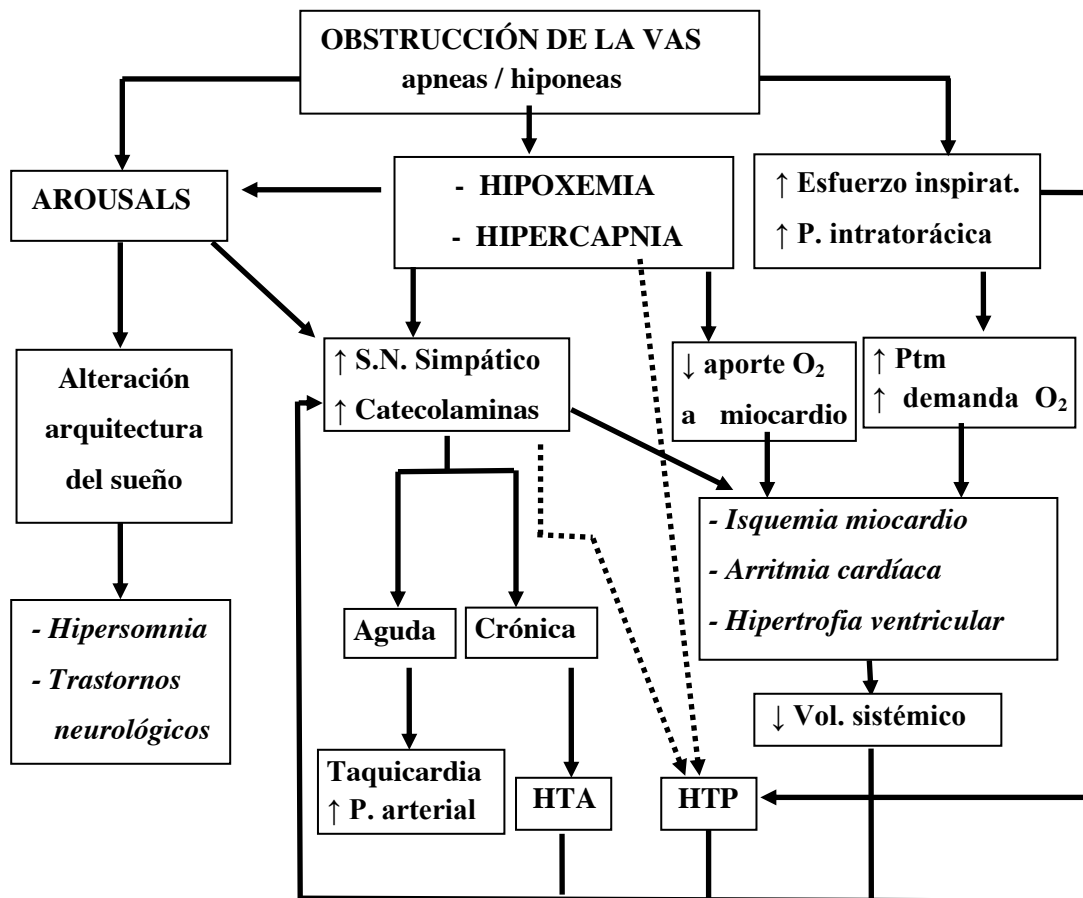 OBSTRUCCIÓN DE LA VAS
apneas / hiponeas
AROUSALS
- HIPOXEMIA
- HIPERCAPNIA
↑ Esfuerzo inspirat.
↑ P. intratorácica
Alteración
arquitectura
del sueño
↑ S.N. Simpático
↑ Catecolaminas
↓ aporte O₂
a miocardio
↑ Ptm
↑ demanda O₂
- Isquemia miocardio
- Arritmia cardíaca
- Hipertrofia ventricular
- Hipersomnia
- Trastornos
neurológicos
Aguda
Crónica
↓ Vol. sistémico
Taquicardia
↑ P. arterial
HTA
HTP